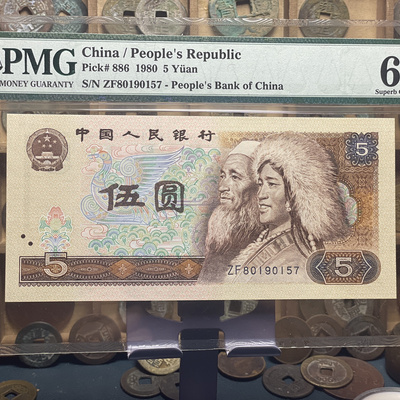 PMG
China / People's Republic
MONEY GUARANTY
Pick# 886 1980 5 Yüan
S/N ZF80190157 - People's Bank of China
6
Superb
中国人民银行
5
伍圆
ZF80190157
5
5